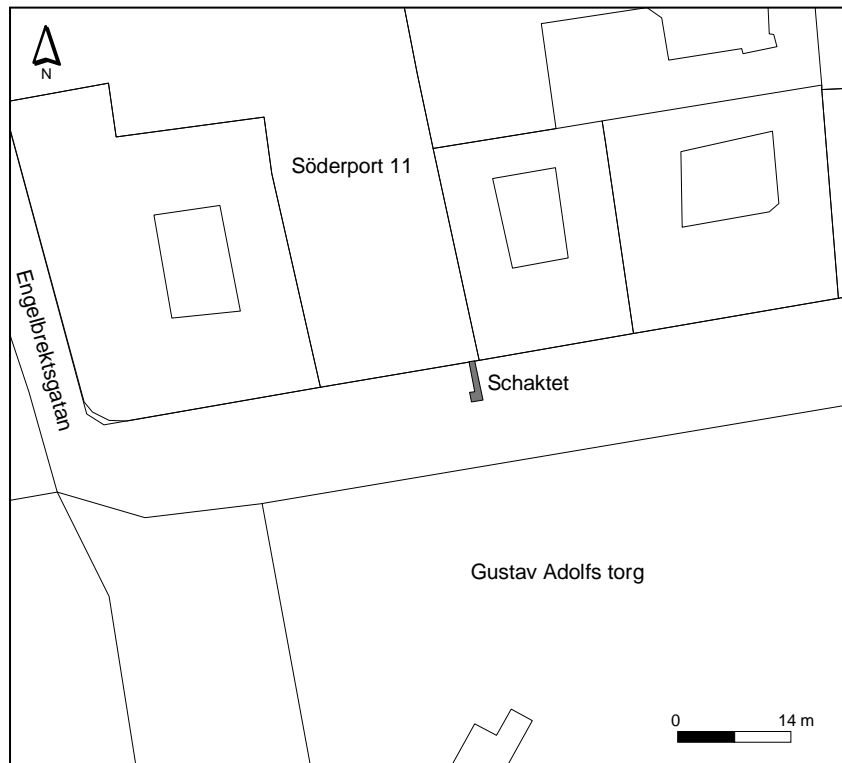 N
Söderport 11
Engelbrektsgatan
Schaktet
Gustav Adolfs torg
0 14 m